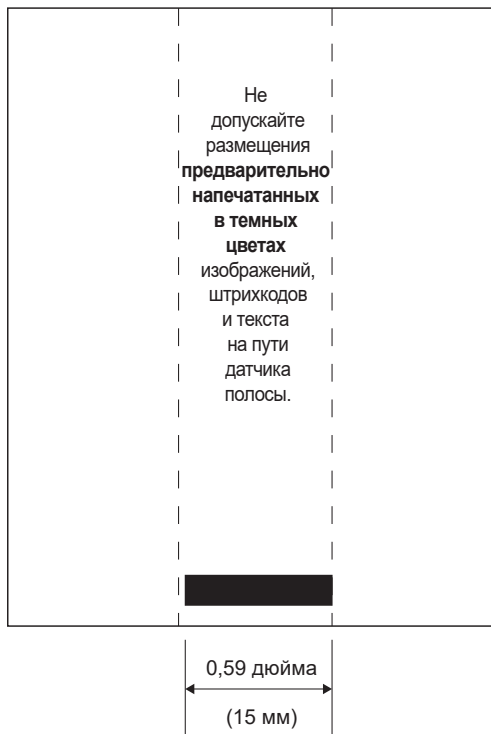 Не
допускайте
размещения
предварительно
напечатанных
в темных
цветах
изображений,
штрихкодов
и текста
на пути
датчика
полосы.
0,59 дюйма
(15 мм)